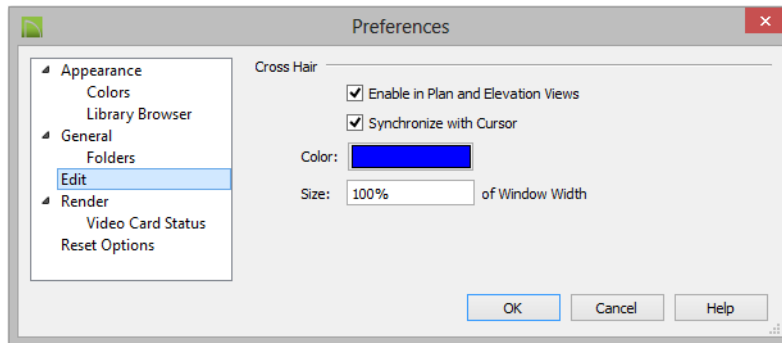 Preferences
Appearance
Colors
Library Browser
General
Folders
Edit
Render
Video Card Status
Reset Options
Cross Hair
Enable in Plan and Elevation Views
Synchronize with Cursor
Color:
Size: 100% of Window Width
OK Cancel Help